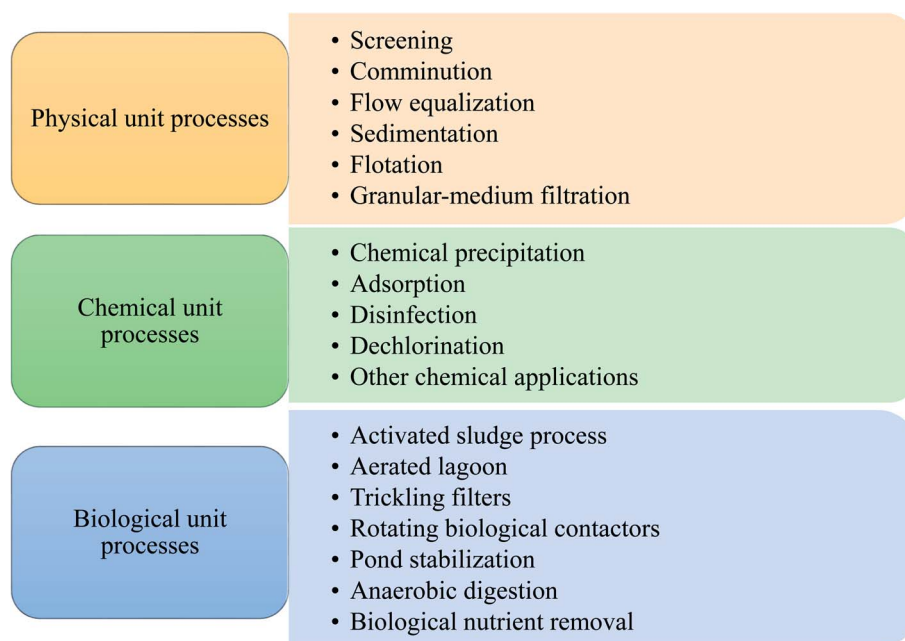 Physical unit processes
• Screening
• Comminution
• Flow equalization
• Sedimentation
• Flotation
• Granular-medium filtration
Chemical unit
processes
• Chemical precipitation
• Adsorption
• Disinfection
• Dechlorination
• Other chemical applications
Biological unit
processes
• Activated sludge process
• Aerated lagoon
• Trickling filters
• Rotating biological contactors
• Pond stabilization
• Anaerobic digestion
• Biological nutrient removal